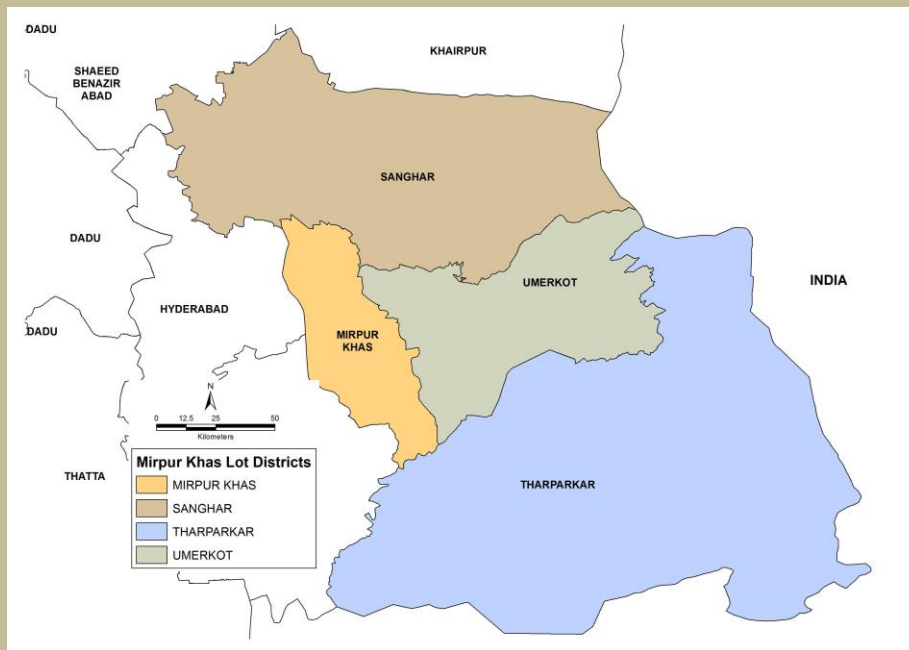 DADU
KHAIRPUR
SHAEED
BENAZIR
ABAD
SANGHAR
DADU
INDIA
UMERKOT
HYDERABAD
DADU
MIRPUR
KHAS
N
0 12.5 25 50
Kilometers
Mirpur Khas Lot Districts
MIRPUR KHAS
SANGHAR
THARPARKAR
UMERKOT
THATTA
THARPARKAR